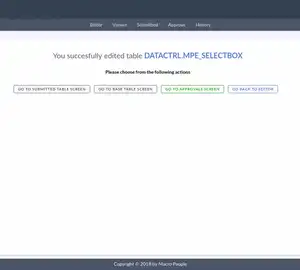 Editor Viewer Submitted Approve History
You succesfully edited table DATACTRL.MPE_SELECTBOX
Please choose from the following actions
GO TO SUBMITTED TABLE SCREEN GO TO BASE TABLE SCREEN GO TO APPROVALS SCREEN GO BACK TO EDITOR
Copyright © 2018 by Macro People